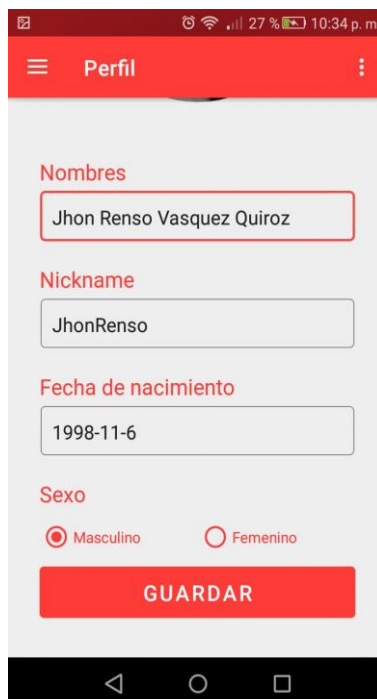 27 % 10:34 p. m
Perfil
Nombres
Jhon Renso Vasquez Quiroz
Nickname
JhonRenso
Fecha de nacimiento
1998-11-6
Sexo
Masculino Femenino
GUARDAR